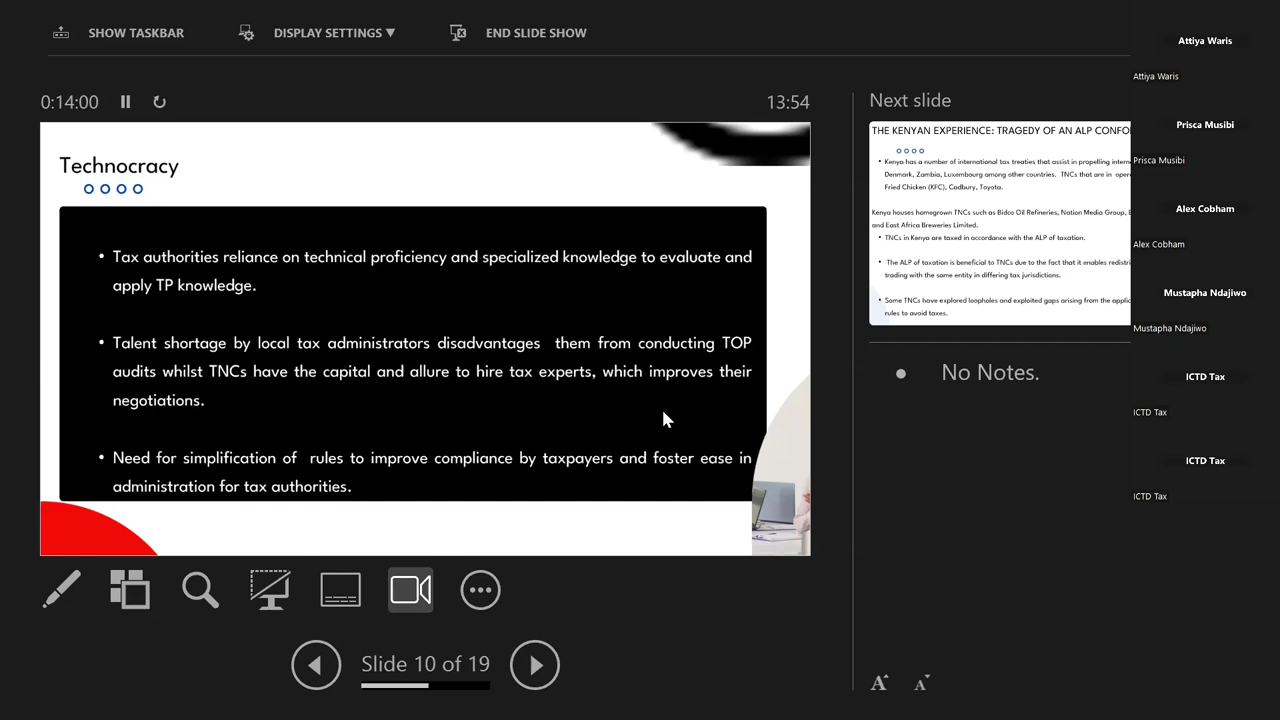 SHOW TASKBAR
DISPLAY SETTINGS ▼
END SLIDE SHOW
0:14:00
13:54
Technocracy
• Tax authorities reliance on technical proficiency and specialized knowledge to evaluate and
apply TP knowledge.
• Talent shortage by local tax administrators disadvantages them from conducting TOP
audits whilst TNCs have the capital and allure to hire tax experts, which improves their
negotiations.
• Need for simplification of rules to improve compliance by taxpayers and foster ease in
administration for tax authorities.
Slide 10 of 19
Next slide
THE KENYAN EXPERIENCE: TRAGEDY OF AN ALP
• Kenya has a number of international tax treaties that assist in propelling
Denmark, Zambia, Luxembourg among other countries. TNCs that are in
Fried Chicken (KFC), Cadbury, Toyota.
Kenya houses homegrown TNCs such as Bidco Oil Refineries, Nation Media Group,
and East Africa Breweries Limited.
• TNCs in Kenya are taxed in accordance with the ALP of taxation.
• The ALP of taxation is beneficial to TNCs due to the fact that it enables
trading with the same entity in differing tax jurisdictions.
• Some TNCs have explored loopholes and exploited gaps arising from the
rules to avoid taxes.
• No Notes.
A A
Attiya Waris
Attiya Waris
Prisca Musibi
Prisca Musibi
Alex Cobham
Alex Cobham
Mustapha Ndajiwo
Mustapha Ndajiwo
ICTD Tax
ICTD Tax
ICTD Tax
ICTD Tax